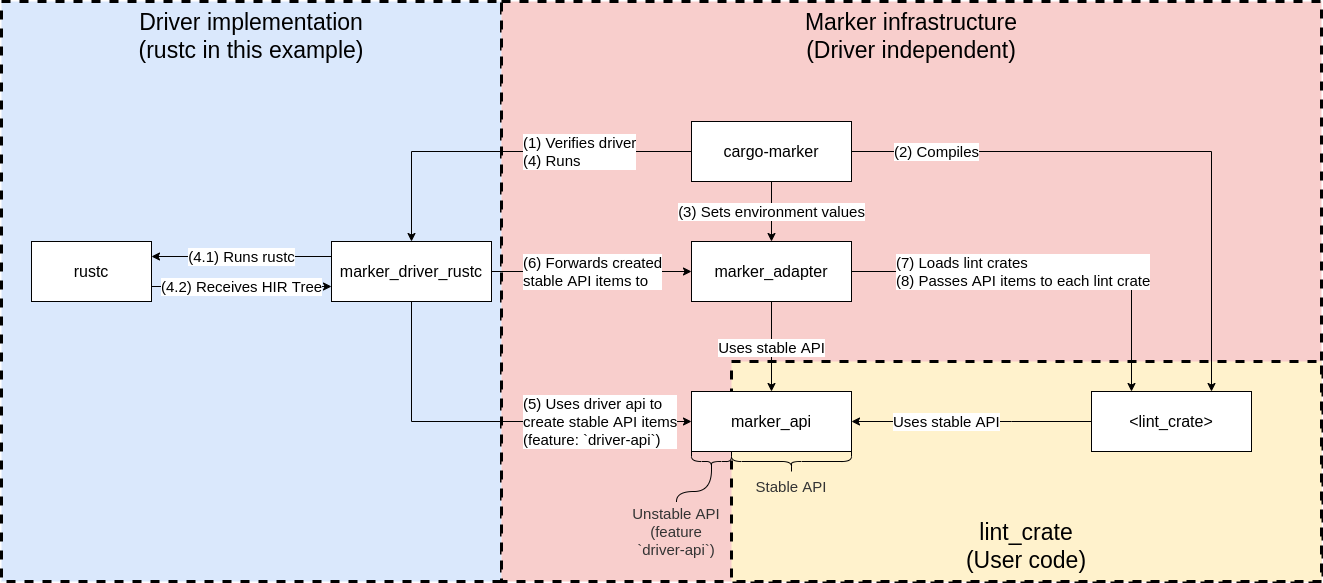 Driver implementation
(rustc in this example)
Marker infrastructure
(Driver independent)
(1) Verifies driver
(4) Runs
cargo-marker
(2) Compiles
(3) Sets environment values
rustc
(4.1) Runs rustc
(4.2) Receives HIR Tree
marker_driver_rustc
(6) Forwards created
stable API items to
marker_adapter
(7) Loads lint crates
(8) Passes API items to each lint crate
Uses stable API
(5) Uses driver api to
create stable API items
(feature: `driver-api`)
marker_api
Uses stable API
<lint_crate>
Stable API
Unstable API
(feature
`driver-api`)
lint_crate
(User code)